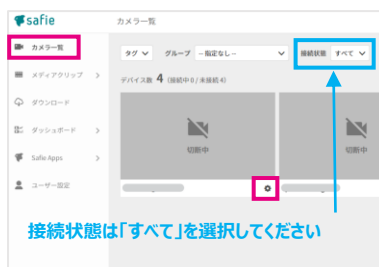 safie
カメラ一覧
カメラ一覧
タグ
グループ
-指定なし-
接続状態
すべて
メディアクリップ
デバイス数 4 (接続中 0 / 未接続 4)
ダウンロード
ダッシュボード
切断中
切断中
Safie Apps
ユーザー設定
接続状態は「すべて」を選択してください